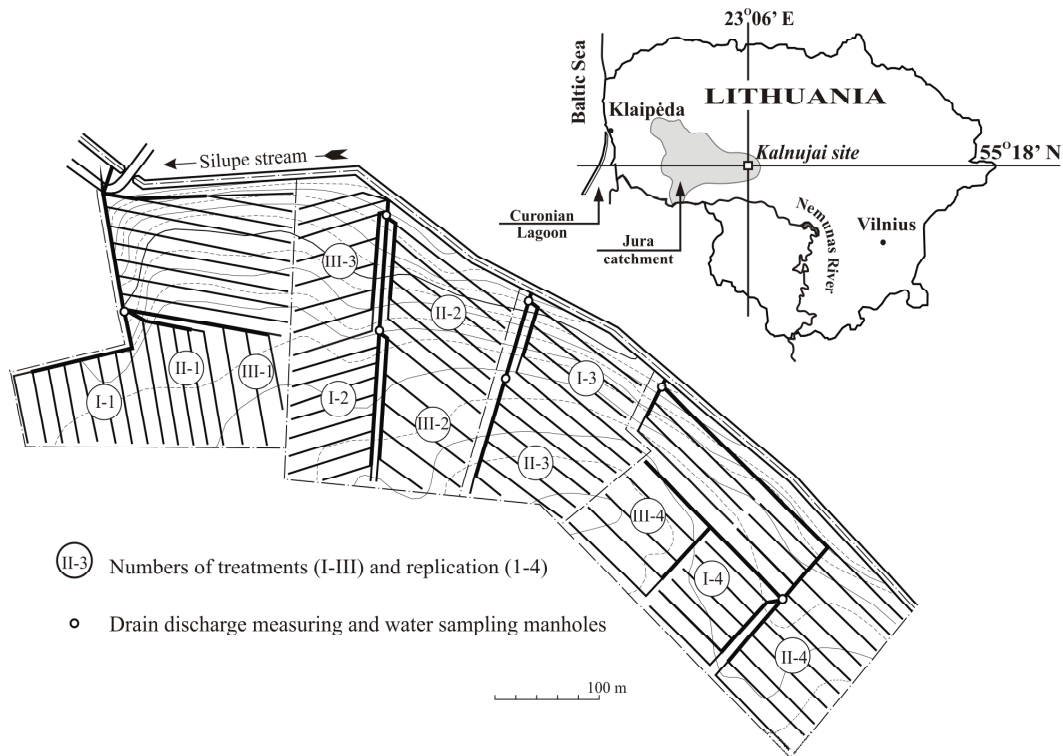 23° 06’ E
Baltic Sea
Klaipėda
LITHUANIA
Kalnujai site
55° 18’ N
Curonian
Lagoon
Jura
catchment
Nemunas River
Vilnius
Silupe stream
III-3
II-2
I-3
II-1
III-1
I-1
I-2
III-2
II-3
III-4
I-4
II-4
II-3 Numbers of treatments (I-III) and replication (1-4)
Drain discharge measuring and water sampling manholes
100 m